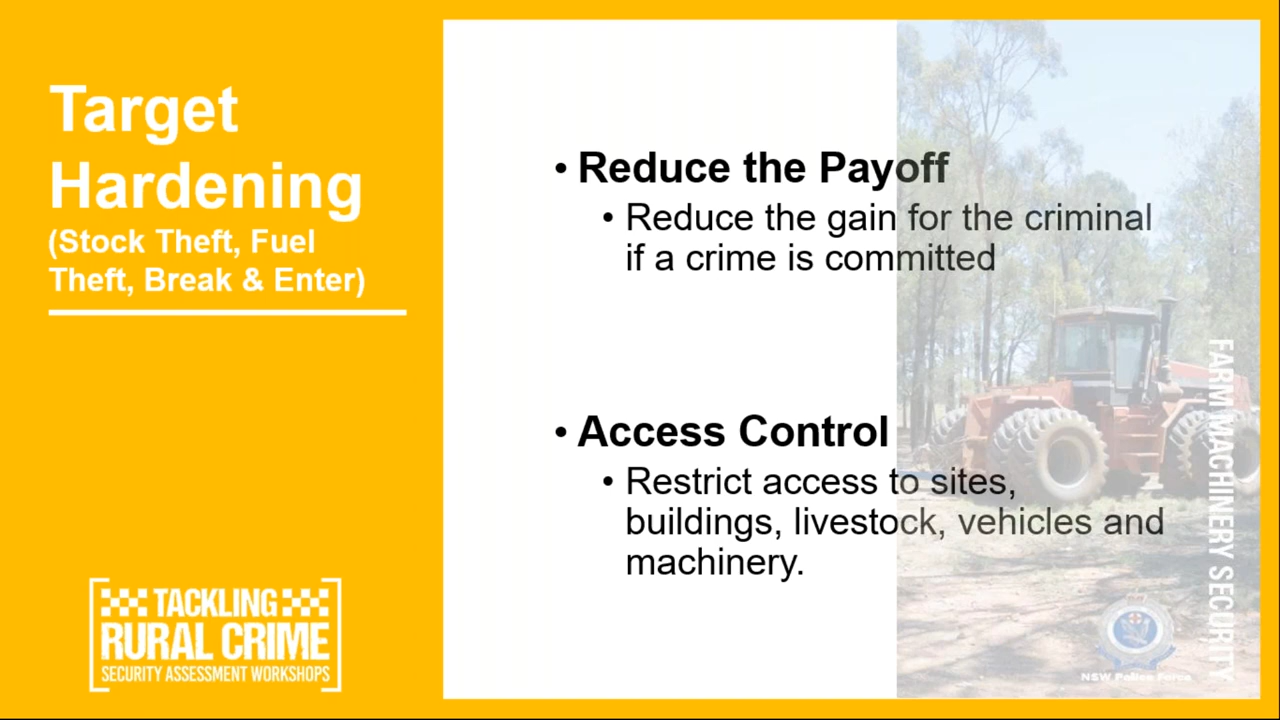 Target
Hardening
(Stock Theft, Fuel
Theft, Break & Enter)
• Reduce the Payoff
• Reduce the gain for the criminal
if a crime is committed
• Access Control
• Restrict access to sites,
buildings, livestock, vehicles and
machinery.
TACKLING
RURAL CRIME
SECURITY ASSESSMENT WORKSHOPS
FARM MACHINERY SECURITY
NSW Police Force